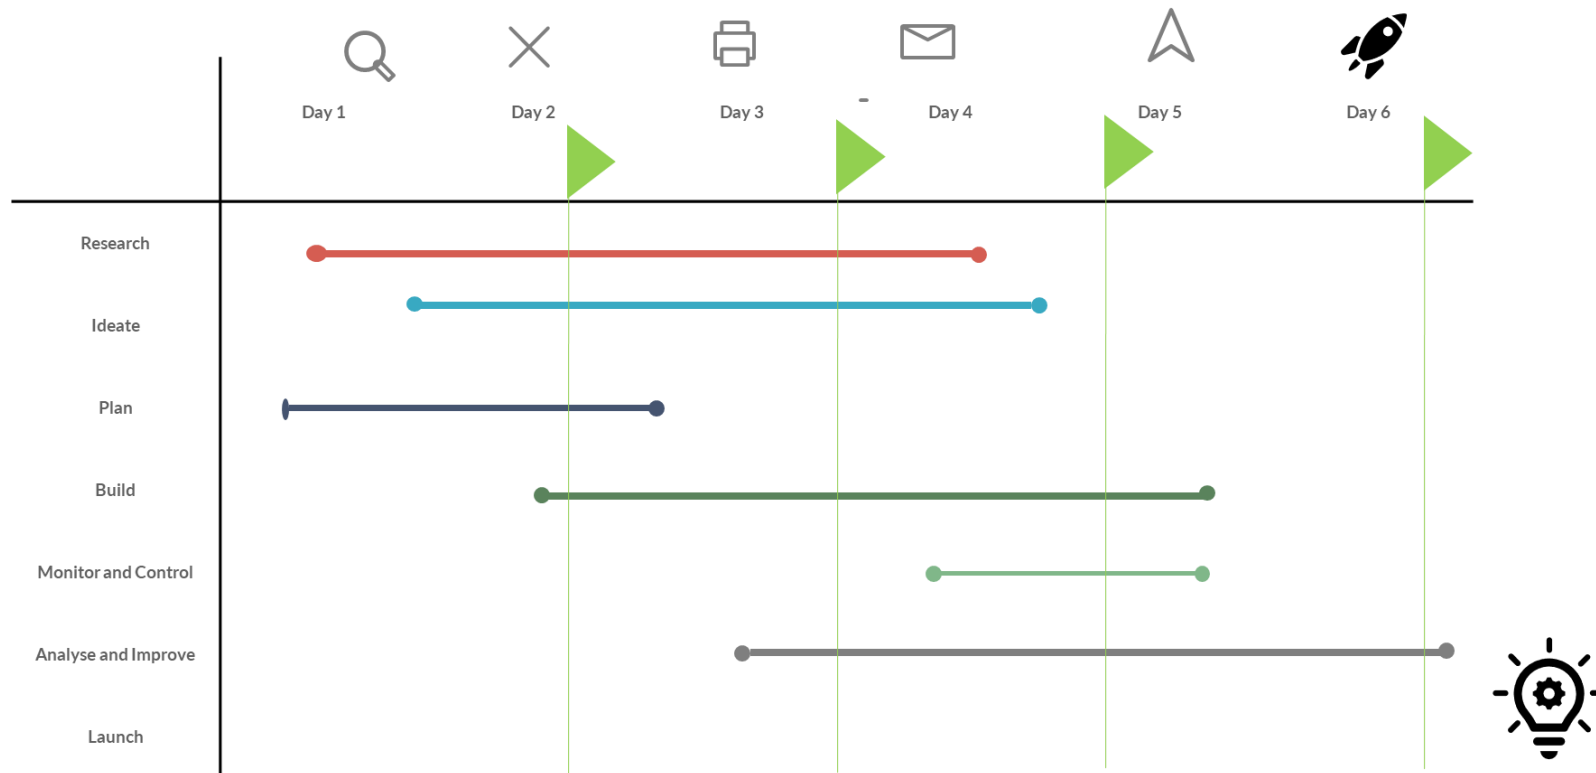 Day 1 Day 2 Day 3 Day 4 Day 5 Day 6
Research
Ideate
Plan
Build
Monitor and Control
Analyse and Improve
Launch